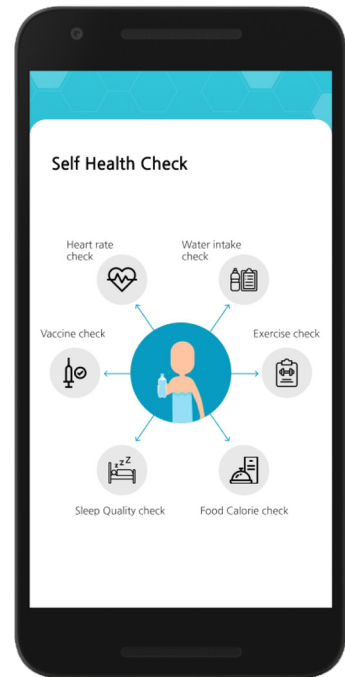 Self Health Check
Heart rate
check
Water intake
check
Vaccine check
Exercise check
zzZ
Sleep Quality check
Food Calorie check